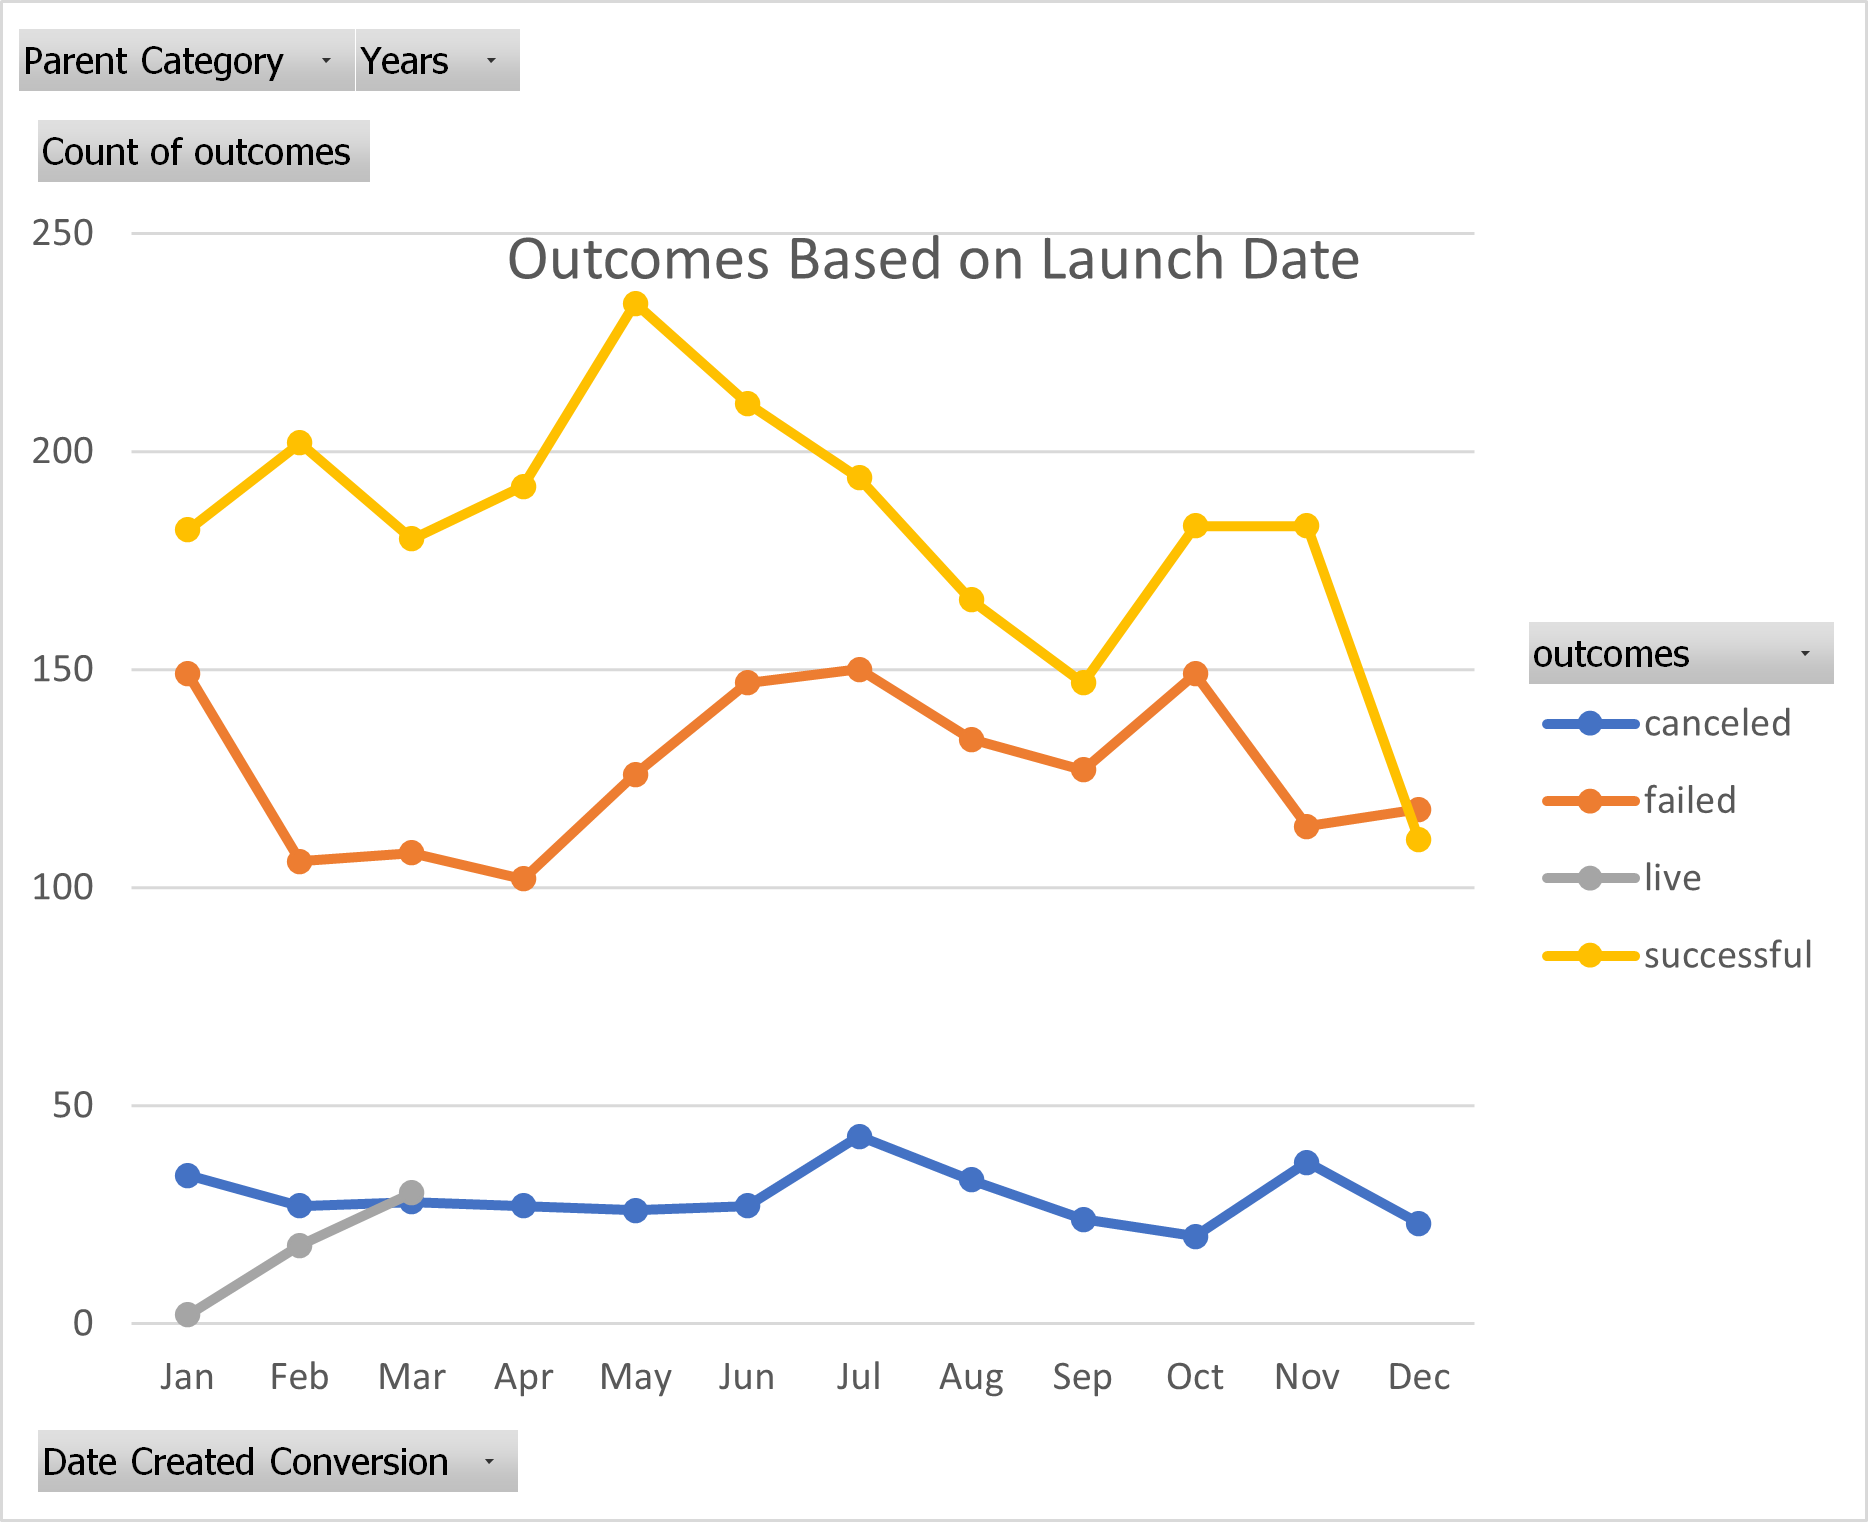 Parent Category Years
Count of outcomes
Outcomes Based on Launch Date
250
200
150
100
50
0
Jan Feb Mar Apr May Jun Jul Aug Sep Oct Nov Dec
outcomes
canceled
failed
live
successful
Date Created Conversion